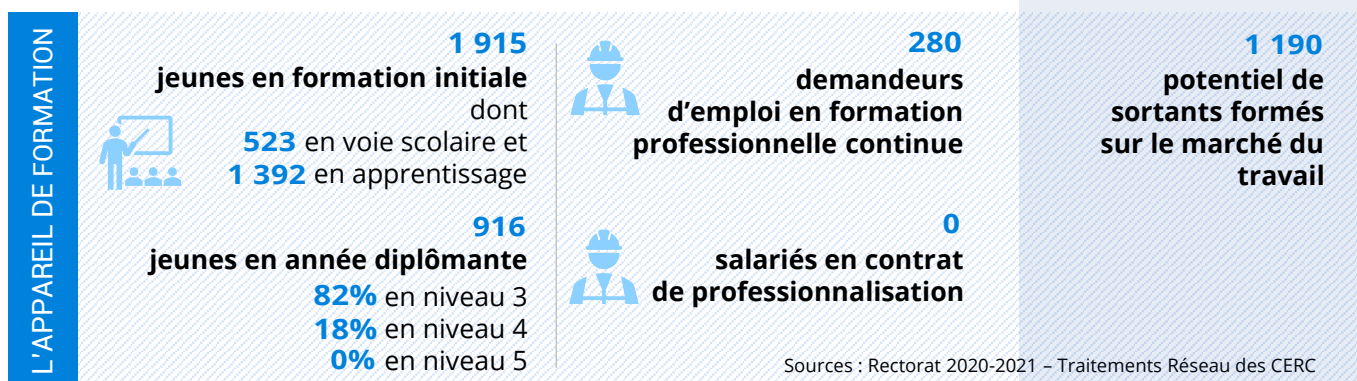 L'APPAREIL DE FORMATION
1 915
jeunes en formation initiale
dont
523 en voie scolaire et
1 392 en apprentissage
916
jeunes en année diplômante
82% en niveau 3
18% en niveau 4
0% en niveau 5
280
demandeurs
d'emploi en formation
professionnelle continue
0
salariés en contrat
de professionnalisation
1 190
potentiel de
sortants formés
sur le marché du
travail
Sources : Rectorat 2020-2021 – Traitements Réseau des CERC